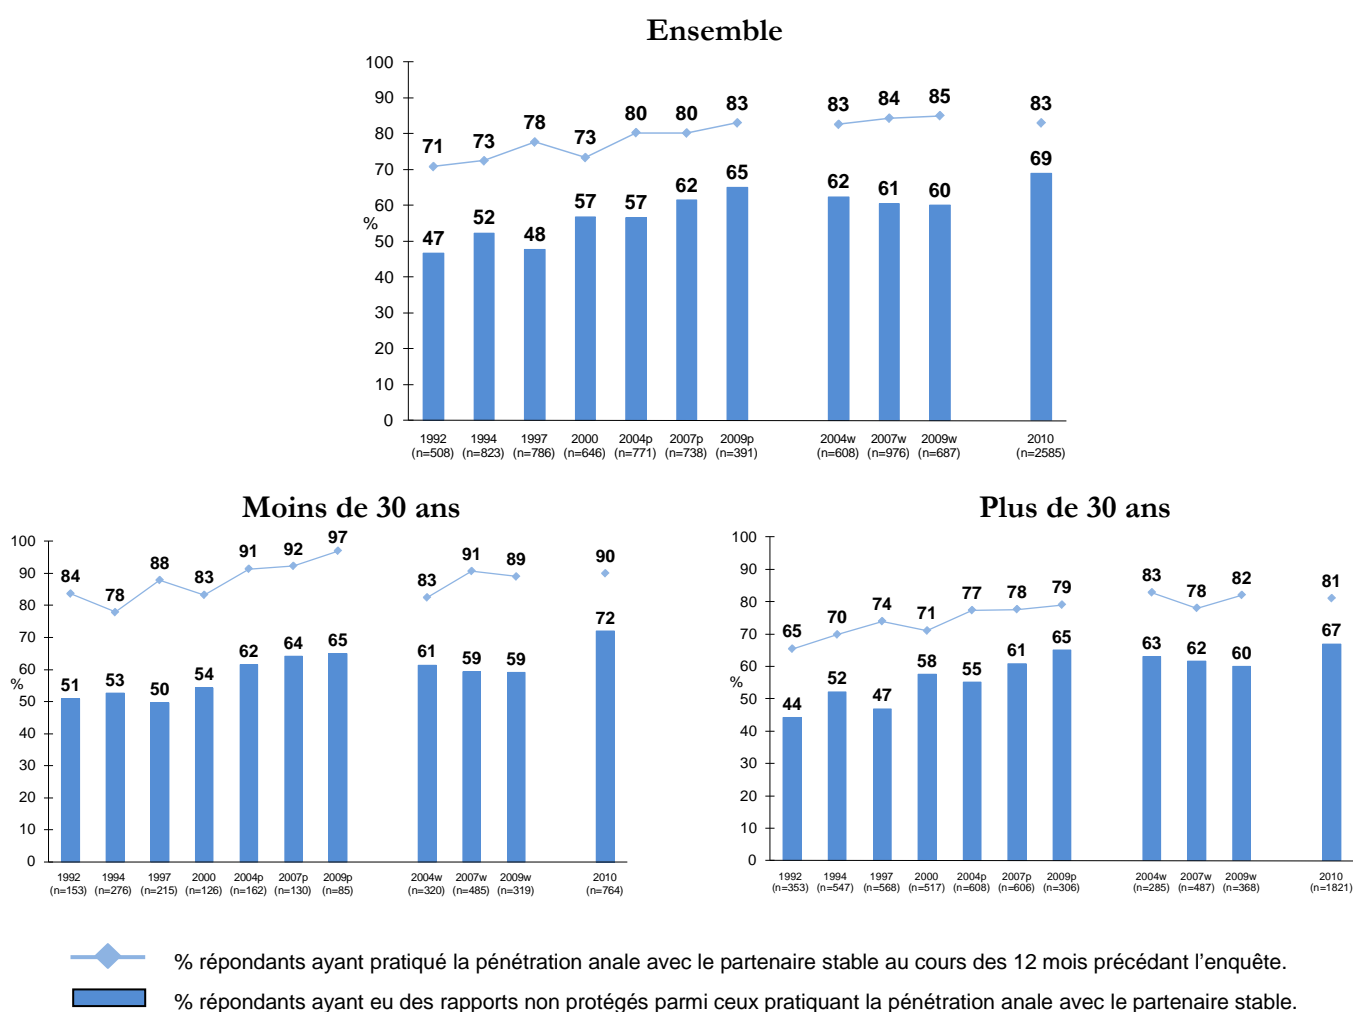 Ensemble
100
90
80
70
60
50
40
30
20
10
0
%
71 73 78 73 80 80 83 83 84 85 83
47 52 48 57 57 62 65 62 61 60 69
1992 1994 1997 2000 2004p 2007p 2009p 2004w 2007w 2009w 2010
(n=508) (n=823) (n=786) (n=646) (n=771) (n=738) (n=391) (n=608) (n=976) (n=687) (n=2585)
Moins de 30 ans
100
90
80
70
60
50
40
30
20
10
0
%
84 78 88 83 91 92 97 83 91 89 90
51 53 50 54 62 64 65 61 59 59 72
1992 1994 1997 2000 2004p 2007p 2009p 2004w 2007w 2009w 2010
(n=153) (n=276) (n=215) (n=126) (n=162) (n=130) (n=85) (n=320) (n=485) (n=319) (n=764)
Plus de 30 ans
100
90
80
70
60
50
40
30
20
10
0
%
65 70 74 71 77 78 79 83 78 82 81
44 52 47 58 55 61 65 63 62 60 67
1992 1994 1997 2000 2004p 2007p 2009p 2004w 2007w 2009w 2010
(n=353) (n=547) (n=568) (n=517) (n=608) (n=606) (n=306) (n=285) (n=487) (n=368) (n=1821)
% répondants ayant pratiqué la pénétration anale avec le partenaire stable au cours des 12 mois précédant l’enquête.
% répondants ayant eu des rapports non protégés parmi ceux pratiquant la pénétration anale avec le partenaire stable.